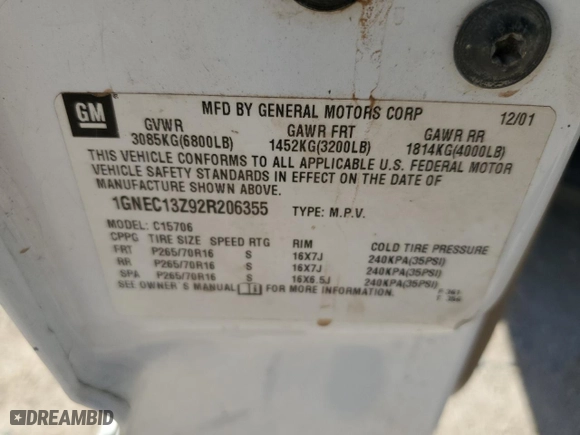 GM
MFD BY GENERAL MOTORS CORP 12/01
GVWR GAWR FRT GAWR RR
3085KG(6800LB) 1452KG(3200LB) 1814KG(4000LB)
THIS VEHICLE CONFORMS TO ALL APPLICABLE U.S. FEDERAL MOTOR
VEHICLE SAFETY STANDARDS IN EFFECT ON THE DATE OF
MANUFACTURE SHOWN ABOVE.
1GNEC13Z92R206355 TYPE: M.P.V.
MODEL: C15706
CPPG TIRE SIZE SPEED RTG RIM COLD TIRE PRESSURE
FRT P265/70R16 S 16X7J 240KPA(35PSI)
RR P265/70R16 S 16X7J 240KPA(35PSI)
SPA P265/70R16 S 16X6.5J 240KPA(35PSI)
SEE OWNER'S MANUAL FOR MORE INFORMATION.
DREAMBID